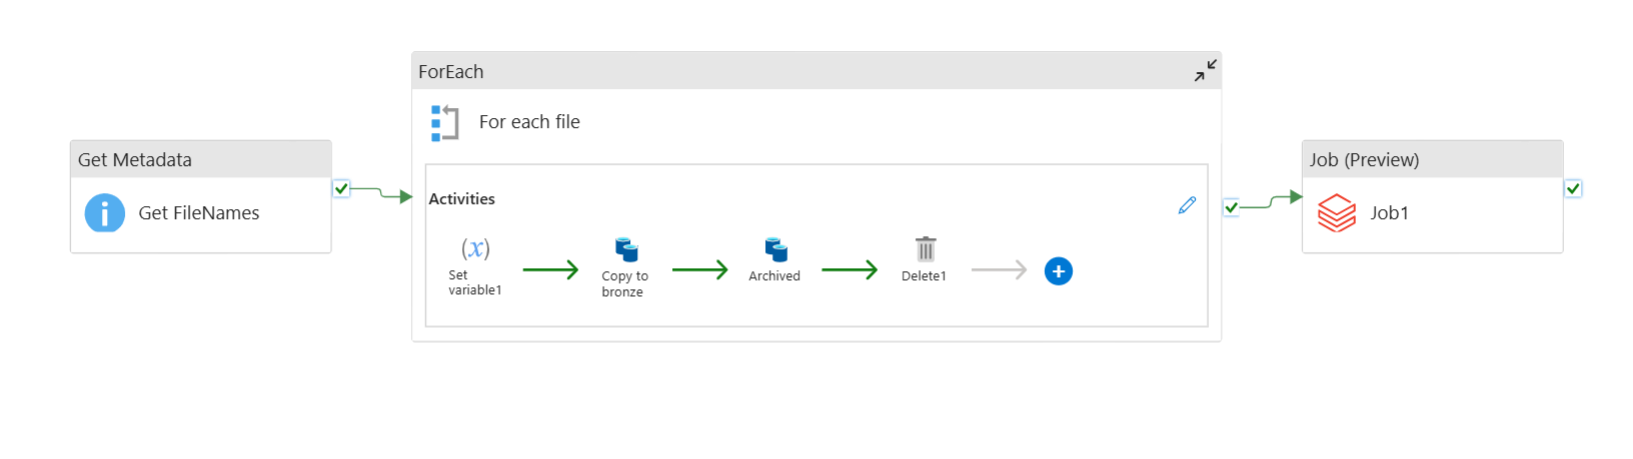 Get Metadata
Get FileNames
ForEach
For each file
Activities
(x)
Set
variable1
Copy to
bronze
Archived
Delete1
Job (Preview)
Job1